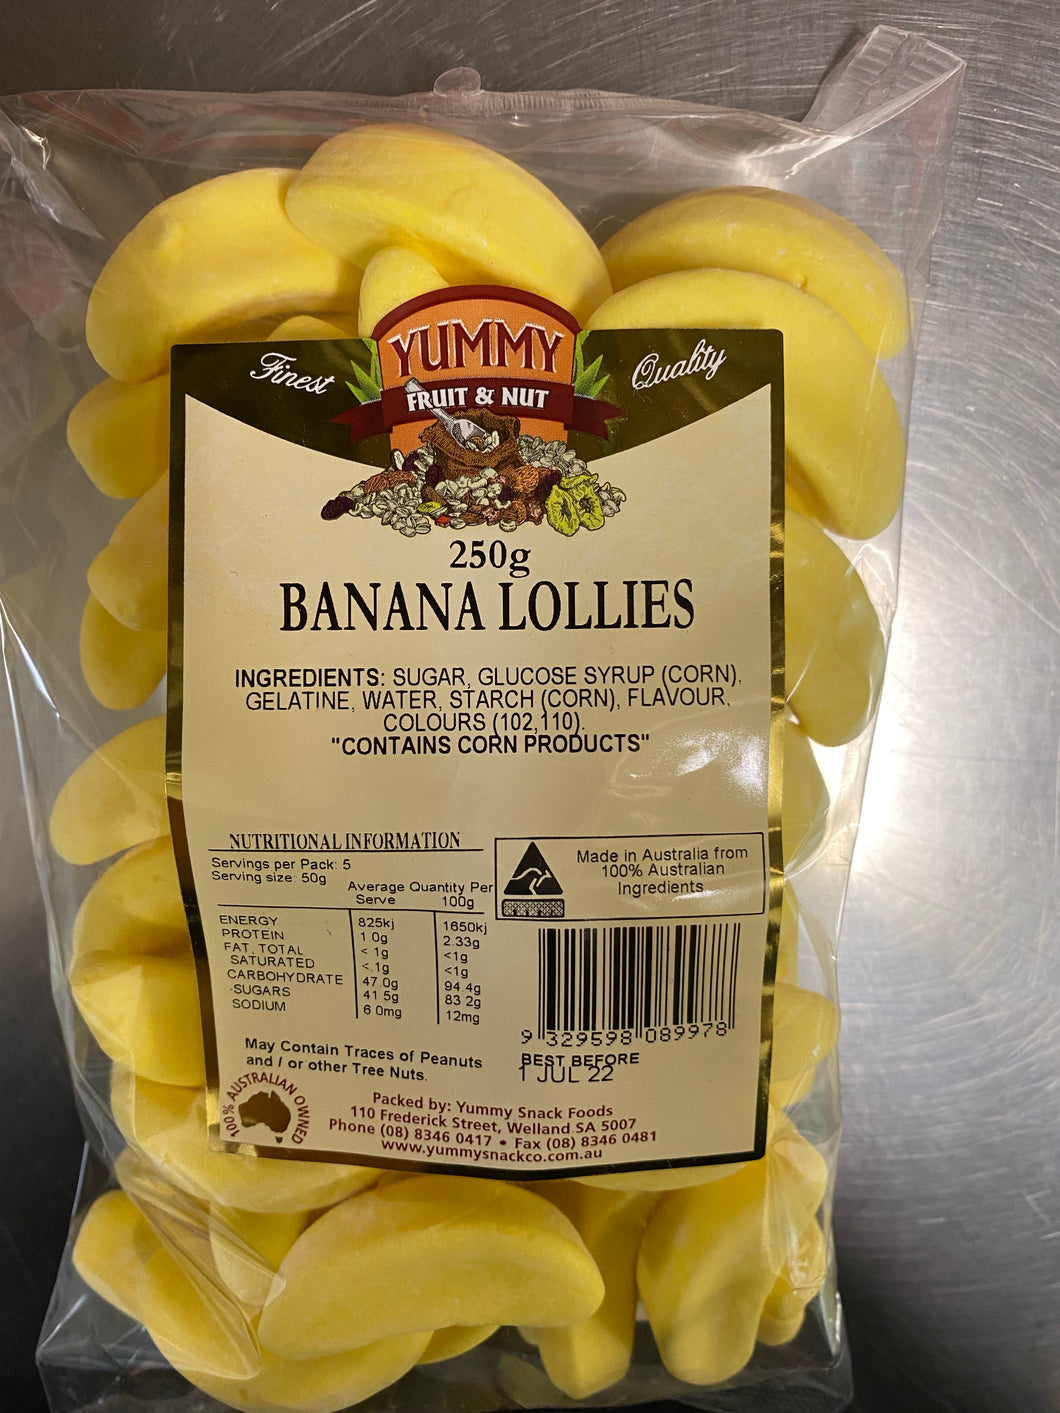 Finest
Quality
YUMMY
FRUIT & NUT
250g
BANANA LOLLIES
INGREDIENTS: SUGAR, GLUCOSE SYRUP (CORN),
GELATINE, WATER, STARCH (CORN), FLAVOUR,
COLOURS (102,110).
"CONTAINS CORN PRODUCTS"
NUTRITIONAL INFORMATION
Servings per Pack: 5
Serving size: 50g
Average Quantity Per
Serve 100g
ENERGY 825kj 1650kj
PROTEIN 1.0g 2.33g
FAT, TOTAL < 1g <1g
SATURATED <.1g <1g
CARBOHYDRATE 47.0g 94.4g
-SUGARS 41.5g 83.2g
SODIUM 6.0mg 12mg
Made in Australia from
100% Australian
Ingredients
9 329598 089978
BEST BEFORE
1 JUL 22
May Contain Traces of Peanuts
and / or other Tree Nuts.
100% AUSTRALIAN OWNED
Packed by: Yummy Snack Foods
110 Frederick Street, Welland SA 5007
Phone (08) 8346 0417 • Fax (08) 8346 0481
www.yummysnackco.com.au